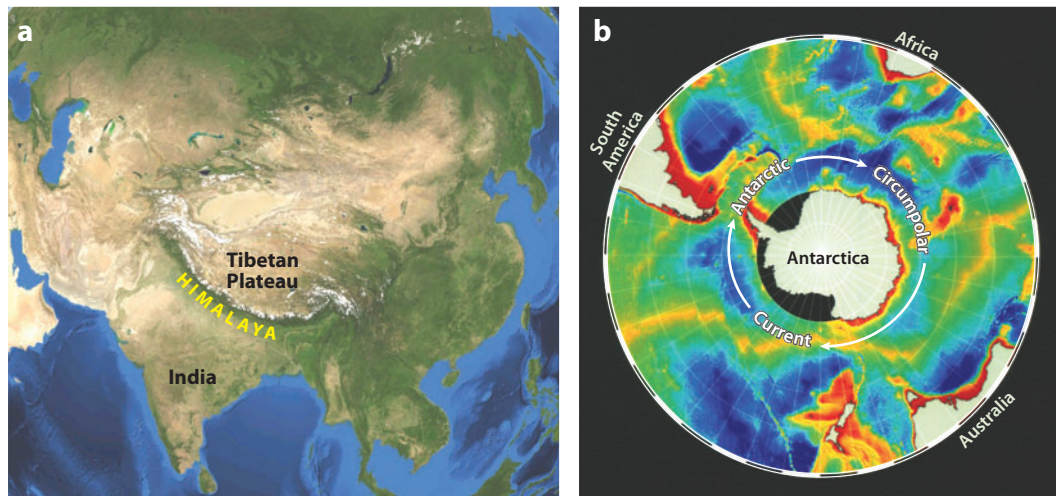 a
Tibetan
Plateau
HIMALAYA
India
b
Africa
South
America
Antarctic
Circumpolar
Antarctica
Current
Australia